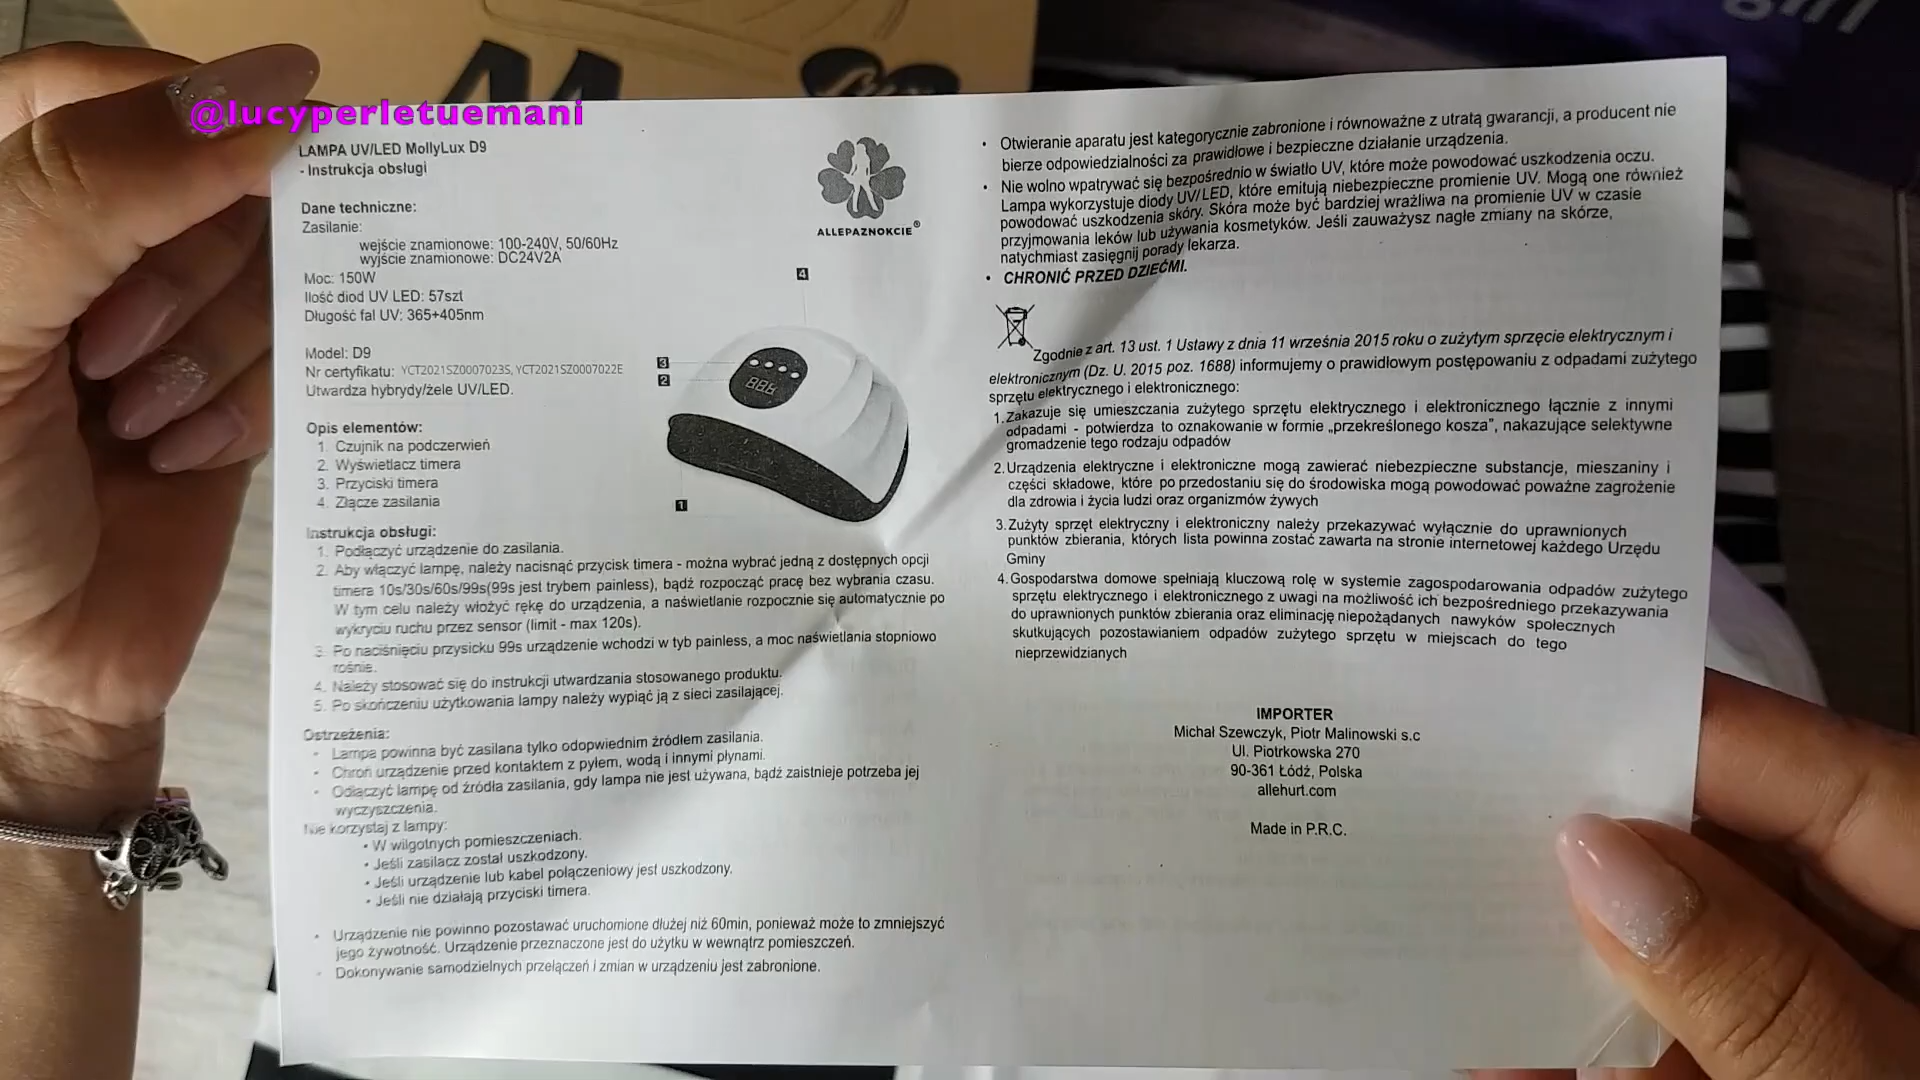 @lucyperletuemani
LAMPA UV/LED MollyLux D9
- Instrukcja obsługi
Dane techniczne:
Zasilanie:
wejście znamionowe: 100-240V, 50/60Hz
wyjście znamionowe: DC24V2A
Moc: 150W
Ilość diod UV LED: 57szt
Długość fal UV: 365+405nm
Model: D9
Nr certyfikatu: YCT2021SZ0007023S, YCT2021SZ0007022E
Utwardza hybrydy/żele UV/LED.
ALLEPAZNOKCIE®
4
3
2
1
Opis elementów:
1. Czujnik na podczerwień
2. Wyświetlacz timera
3. Przyciski timera
4. Złącze zasilania
Instrukcja obsługi:
1. Podłączyć urządzenie do zasilania.
2. Aby włączyć lampę, należy nacisnąć przycisk timera - można wybrać jedną z dostępnych opcji
timera 10s/30s/60s/99s(99s jest trybem painless), bądź rozpocząć pracę bez wybrania czasu.
W tym celu należy włożyć rękę do urządzenia, a naświetlanie rozpocznie się automatycznie po
wykryciu ruchu przez sensor (limit - max 120s).
3. Po naciśnięciu przysicku 99s urządzenie wchodzi w tyb painless, a moc naświetlania stopniowo
rośnie.
4. Należy stosować się do instrukcji utwardzania stosowanego produktu.
5. Po skończeniu użytkowania lampy należy wypiąć ją z sieci zasilającej.
Ostrzeżenia:
• Lampa powinna być zasilana tylko odopwiednim źródłem zasilania.
• Chroń urządzenie przed kontaktem z pyłem, wodą i innymi płynami.
• Odłączyć lampę od źródła zasilania, gdy lampa nie jest używana, bądź zaistnieje potrzeba jej
wyczyszczenia.
Nie korzystaj z lampy:
• W wilgotnych pomieszczeniach.
• Jeśli zasilacz został uszkodzony.
• Jeśli urządzenie lub kabel połączeniowy jest uszkodzony.
• Jeśli nie działają przyciski timera.
• Urządzenie nie powinno pozostawać uruchomione dłużej niż 60min, ponieważ może to zmniejszyć
jego żywotność. Urządzenie przeznaczone jest do użytku w wewnątrz pomieszczeń.
• Dokonywanie samodzielnych przełączeń i zmian w urządzeniu jest zabronione.
• Otwieranie aparatu jest kategorycznie zabronione i równoważne z utratą gwarancji, a producent nie
bierze odpowiedzialności za prawidłowe i bezpieczne działanie urządzenia.
• Nie wolno wpatrywać się bezpośrednio w światło UV, które może powodować uszkodzenia oczu.
Lampa wykorzystuje diody UV/LED, które emitują niebezpieczne promienie UV. Mogą one również
powodować uszkodzenia skóry. Skóra może być bardziej wrażliwa na promienie UV w czasie
przyjmowania leków lub używania kosmetyków. Jeśli zauważysz nagłe zmiany na skórze,
natychmiast zasięgnij porady lekarza.
• CHRONIĆ PRZED DZIEĆMI.
Zgodnie z art. 13 ust. 1 Ustawy z dnia 11 września 2015 roku o zużytym sprzęcie elektrycznym i
elektronicznym (Dz. U. 2015 poz. 1688) informujemy o prawidłowym postępowaniu z odpadami zużytego
sprzętu elektrycznego i elektronicznego:
1. Zakazuje się umieszczania zużytego sprzętu elektrycznego i elektronicznego łącznie z innymi
odpadami - potwierdza to oznakowanie w formie „przekreślonego kosza”, nakazujące selektywne
gromadzenie tego rodzaju odpadów
2. Urządzenia elektryczne i elektroniczne mogą zawierać niebezpieczne substancje, mieszaniny i
części składowe, które po przedostaniu się do środowiska mogą powodować poważne zagrożenie
dla zdrowia i życia ludzi oraz organizmów żywych
3. Zużyty sprzęt elektryczny i elektroniczny należy przekazywać wyłącznie do uprawnionych
punktów zbierania, których lista powinna zostać zawarta na stronie internetowej każdego Urzędu
Gminy
4. Gospodarstwa domowe spełniają kluczową rolę w systemie zagospodarowania odpadów zużytego
sprzętu elektrycznego i elektronicznego z uwagi na możliwość ich bezpośredniego przekazywania
do uprawnionych punktów zbierania oraz eliminację niepożądanych nawyków społecznych
skutkujących pozostawianiem odpadów zużytego sprzętu w miejscach do tego
nieprzewidzianych
IMPORTER
Michał Szewczyk, Piotr Malinowski s.c
Ul. Piotrkowska 270
90-361 Łódź, Polska
allehurt.com
Made in P.R.C.